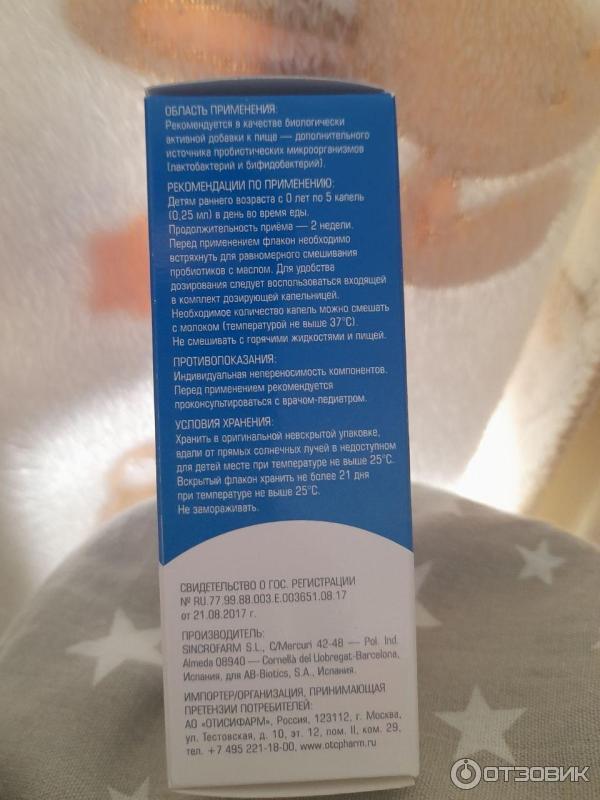 ОБЛАСТЬ ПРИМЕНЕНИЯ:
Рекомендуется в качестве биологически
активной добавки к пище — дополнительного
источника пробиотических микроорганизмов
(лактобактерий и бифидобактерий).
РЕКОМЕНДАЦИИ ПО ПРИМЕНЕНИЮ:
Детям раннего возраста с 0 лет по 5 капель
(0,25 мл) в день во время еды.
Продолжительность приёма — 2 недели.
Перед применением флакон необходимо
встряхнуть для равномерного смешивания
пробиотиков с маслом. Для удобства
дозирования следует воспользоваться входящей
в комплект дозирующей капельницей.
Необходимое количество капель можно смешать
с молоком (температурой не выше 37°С).
Не смешивать с горячими жидкостями и пищей.
ПРОТИВОПОКАЗАНИЯ:
Индивидуальная непереносимость компонентов.
Перед применением рекомендуется
проконсультироваться с врачом-педиатром.
УСЛОВИЯ ХРАНЕНИЯ:
Хранить в оригинальной невскрытой упаковке,
вдали от прямых солнечных лучей в недоступном
для детей месте при температуре не выше 25°С.
Вскрытый флакон хранить не более 21 дня
при температуре не выше 25°С.
Не замораживать.
СВИДЕТЕЛЬСТВО О ГОС. РЕГИСТРАЦИИ
№ RU.77.99.88.003.Е.003651.08.17
от 21.08.2017 г.
ПРОИЗВОДИТЕЛЬ:
SINCROFARM S.L., C/Mercuri 42-48 — Pol. Ind.
Almeda 08940 — Cornellà del Llobregat-Barcelona,
Испания, для AB-Biotics, S.A., Испания.
ИМПОРТЕР/ОРГАНИЗАЦИЯ, ПРИНИМАЮЩАЯ
ПРЕТЕНЗИИ ПОТРЕБИТЕЛЕЙ:
АО «ОТИСИФАРМ», Россия, 123112, г. Москва,
ул. Тестовская, д. 10, эт. 12, пом. II, ком. 29,
тел. +7 495 221-18-00, www.otcpharm.ru
ОТЗОВИК